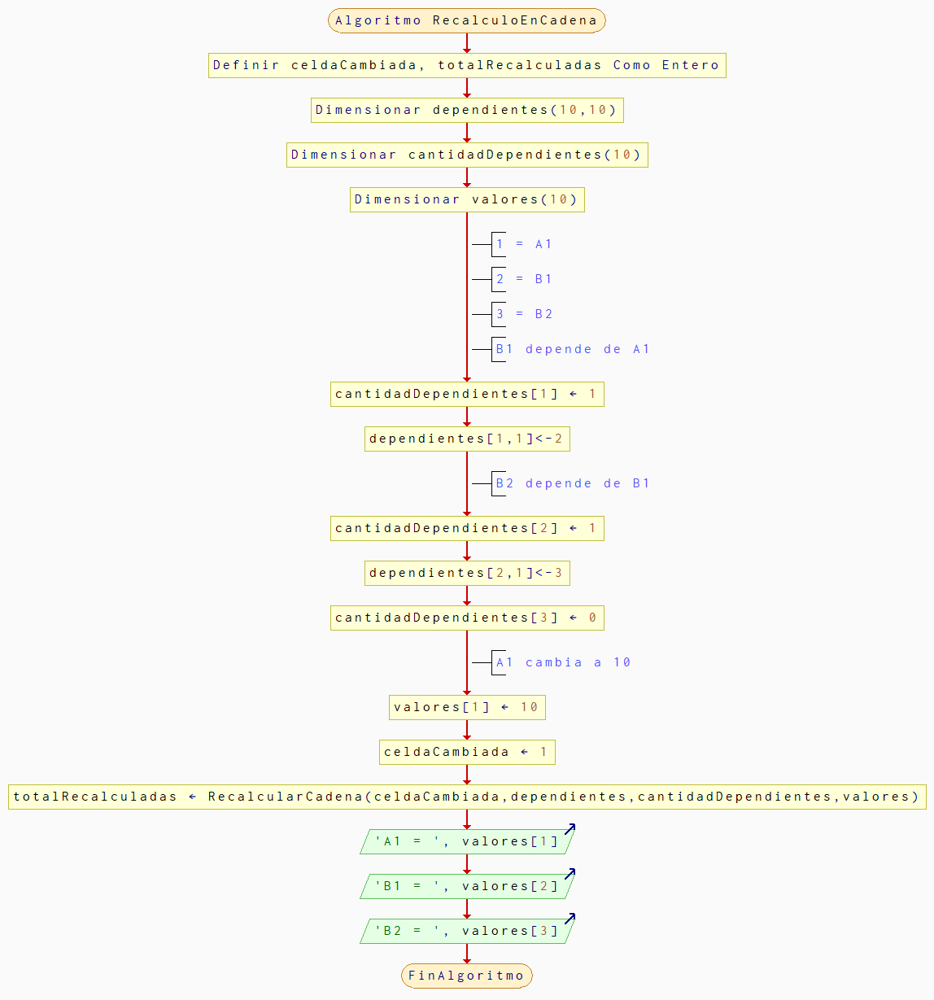 Algoritmo RecalculoEnCadena
Definir celdaCambiada, totalRecalculadas Como Entero
Dimensionar dependientes(10,10)
Dimensionar cantidadDependientes(10)
Dimensionar valores(10)
1 = A1
2 = B1
3 = B2
B1 depende de A1
cantidadDependientes[1] ← 1
dependientes[1,1]<-2
B2 depende de B1
cantidadDependientes[2] ← 1
dependientes[2,1]<-3
cantidadDependientes[3] ← 0
A1 cambia a 10
valores[1] ← 10
celdaCambiada ← 1
totalRecalculadas ← RecalcularCadena(celdaCambiada,dependientes,cantidadDependientes,valores)
'A1 = ', valores[1]
'B1 = ', valores[2]
'B2 = ', valores[3]
FinAlgoritmo